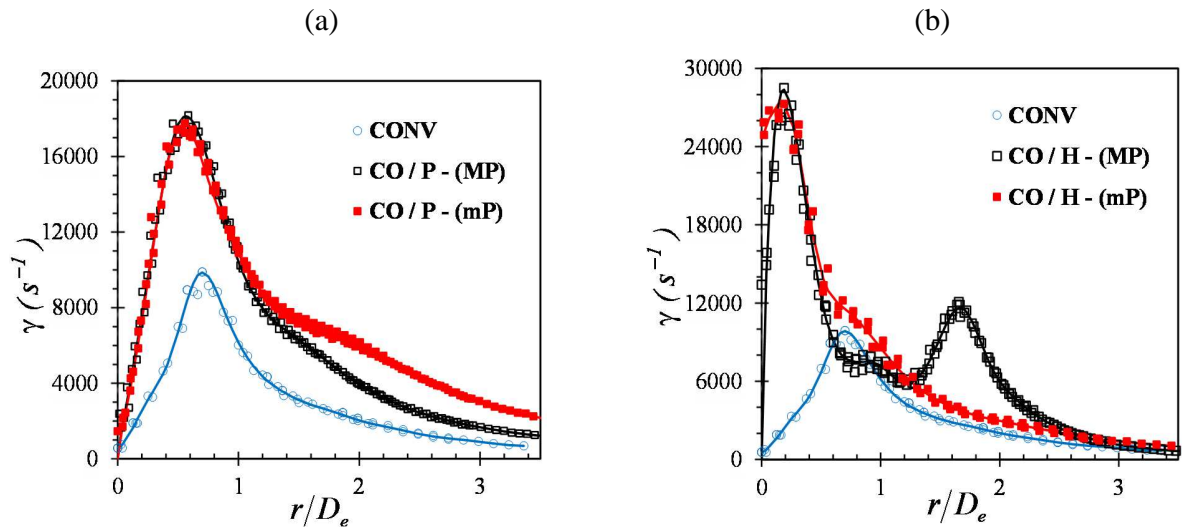 (a)
20000
16000
12000
8000
4000
0
γ ( s⁻¹ )
CONV
CO / P - (MP)
CO / P - (mP)
0 1 2 3
r/Dₑ
(b)
30000
24000
18000
12000
6000
0
γ ( s⁻¹ )
CONV
CO / H - (MP)
CO / H - (mP)
0 1 2 3
r/Dₑ